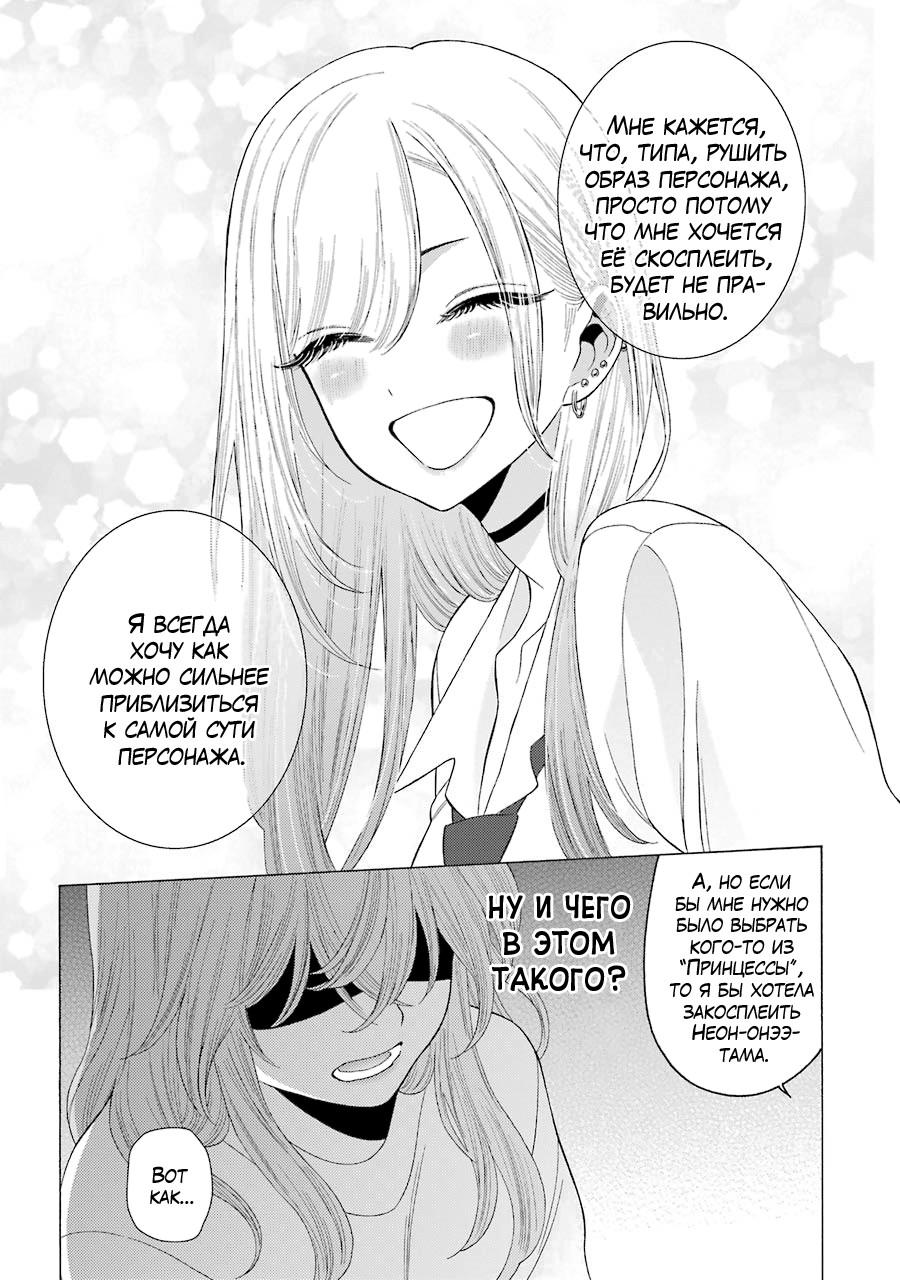 Мне кажется,
что, типа, рушить
образ персонажа,
просто потому
что мне хочется
её скосплеить,
будет не пра-
вильно.
Я всегда
хочу как
можно сильнее
приблизиться
к самой сути
персонажа.
А, но если
бы мне нужно
было выбрать
кого-то из
"Принцессы",
то я бы хотела
закосплеить
Неон-онээ-
тама.
Ну и чего
в этом
такого?
Вот
как...